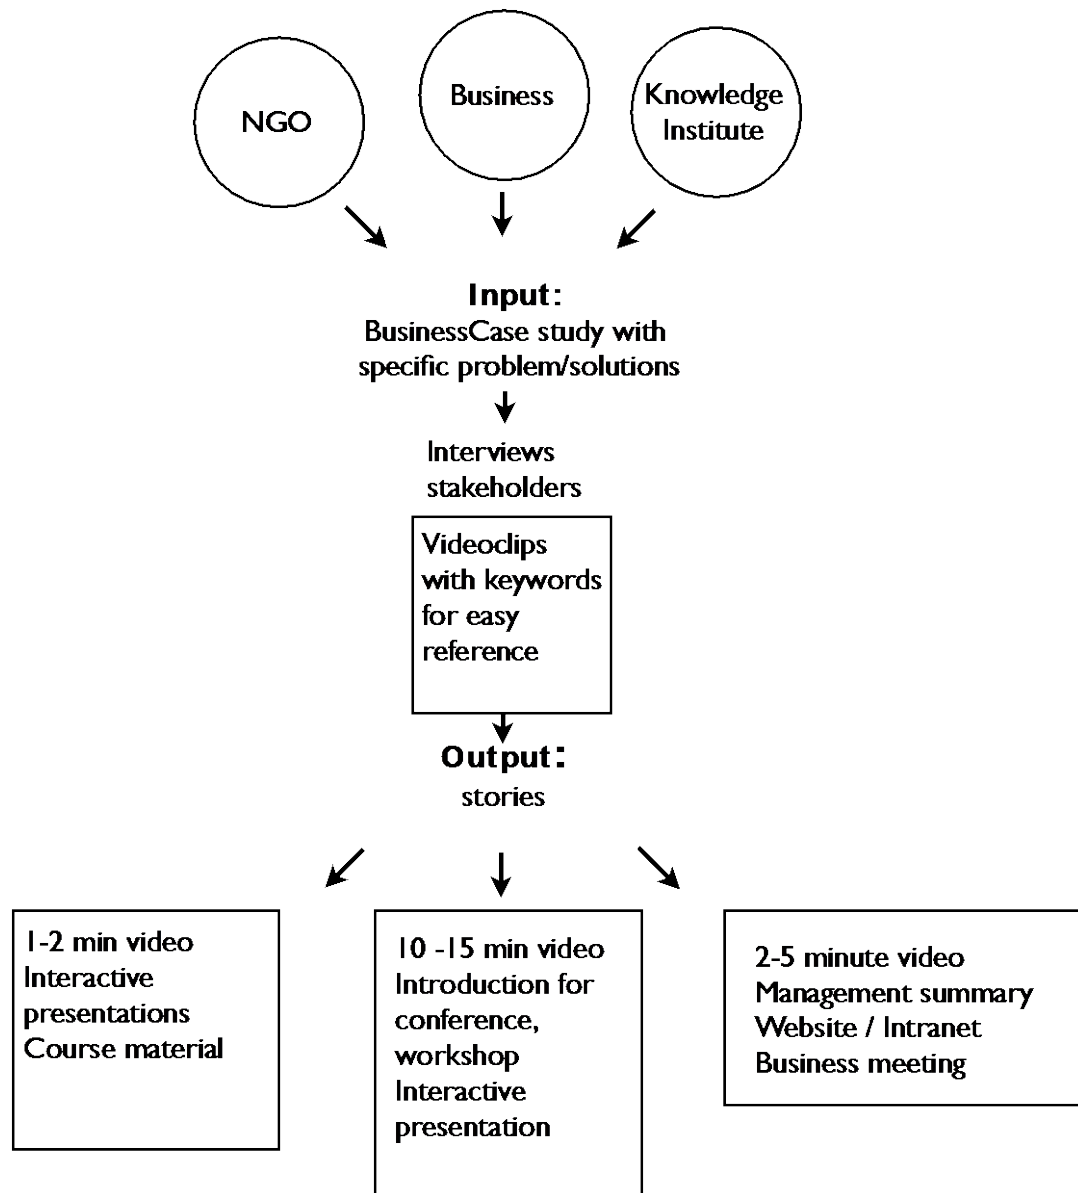 NGO
Business
Knowledge
Institute
Input:
BusinessCase study with
specific problem/solutions
Interviews
stakeholders
Videoclips
with keywords
for easy
reference
Output:
stories
1-2 min video
Interactive
presentations
Course material
10 -15 min video
Introduction for
conference,
workshop
Interactive
presentation
2-5 minute video
Management summary
Website / Intranet
Business meeting